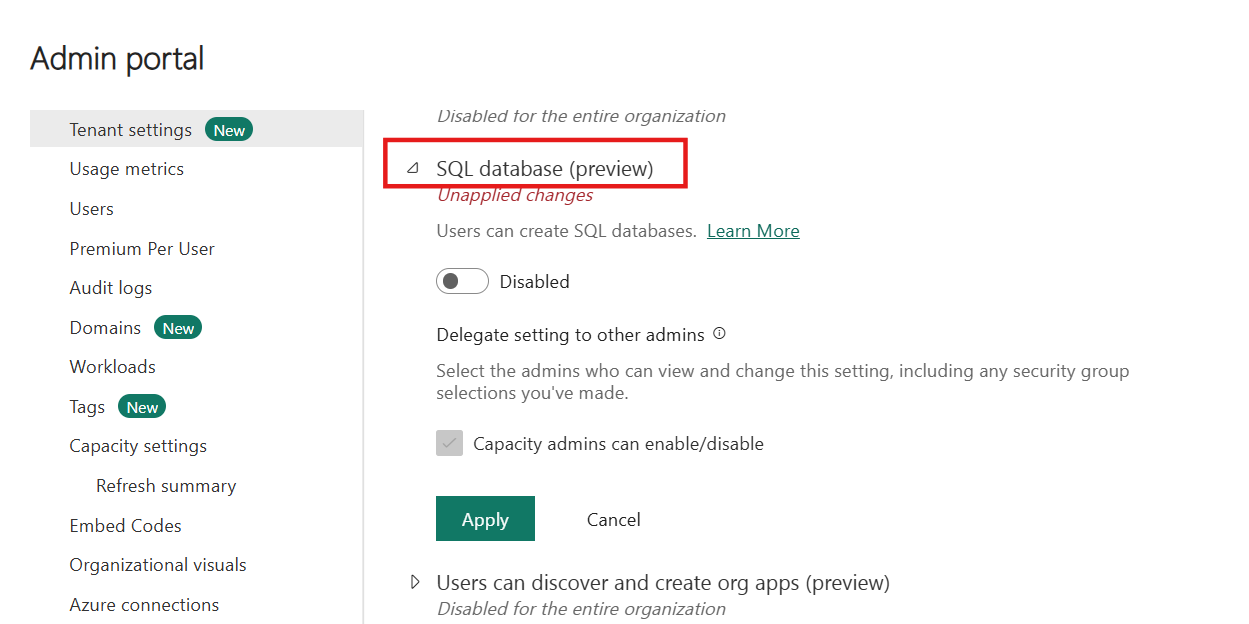 Admin portal
Tenant settings New
Usage metrics
Users
Premium Per User
Audit logs
Domains New
Workloads
Tags New
Capacity settings
Refresh summary
Embed Codes
Organizational visuals
Azure connections
Disabled for the entire organization
SQL database (preview)
Unapplied changes
Users can create SQL databases. Learn More
Disabled
Delegate setting to other admins
Select the admins who can view and change this setting, including any security group
selections you've made.
Capacity admins can enable/disable
Apply Cancel
Users can discover and create org apps (preview)
Disabled for the entire organization